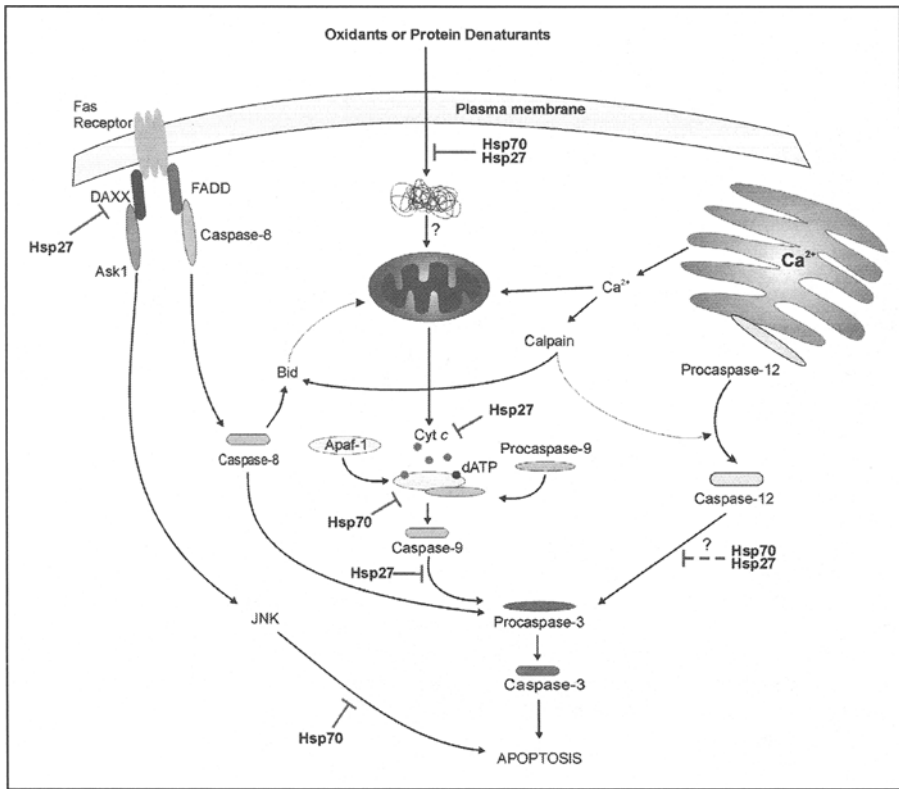 Oxidants or Protein Denaturants
Fas
Receptor
Plasma membrane
Hsp70
Hsp27
DAXX
FADD
Hsp27
Caspase-8
Ask1
?
Ca²⁺
Ca²⁺
Calpain
Procaspase-12
Bid
Hsp27
Cyt c
Apaf-1
Procaspase-9
dATP
Caspase-8
Caspase-12
Hsp70
Caspase-9
?
Hsp70
Hsp27
Hsp27
Procaspase-3
JNK
Caspase-3
Hsp70
APOPTOSIS